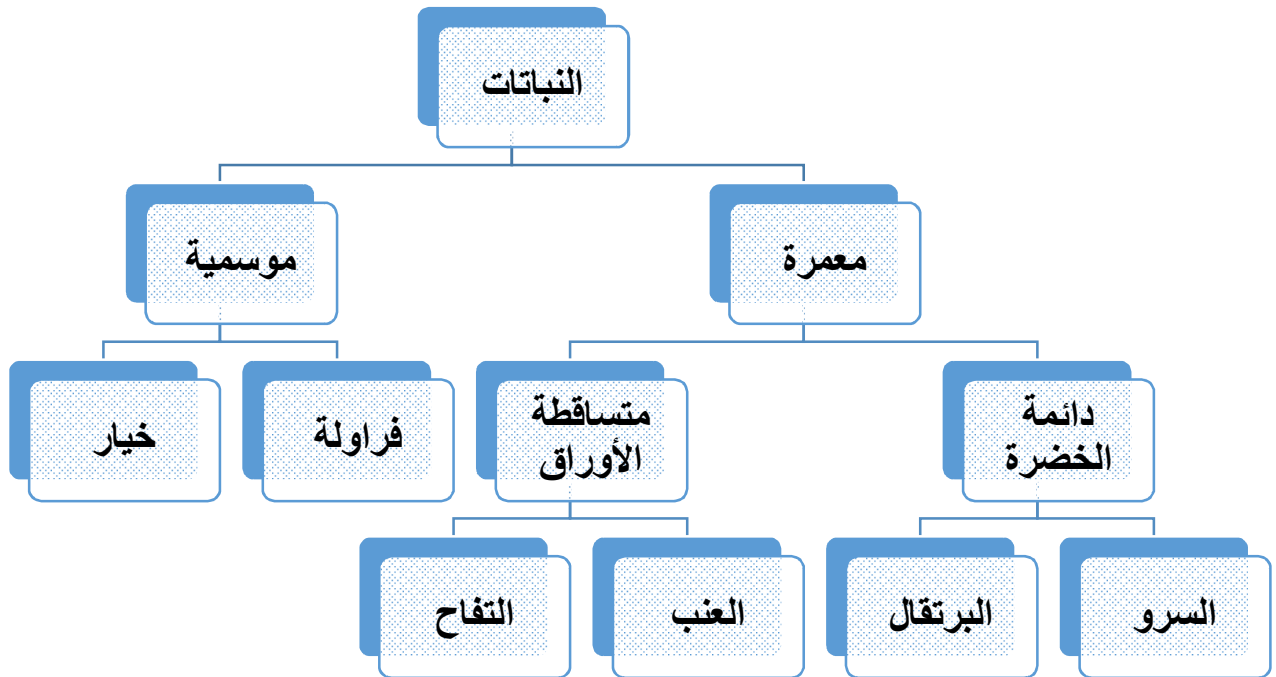 النباتات
معمرة
موسمية
دائمة
الخضرة
متساقطة
الأوراق
فراولة
خيار
السرو
البرتقال
العنب
التفاح